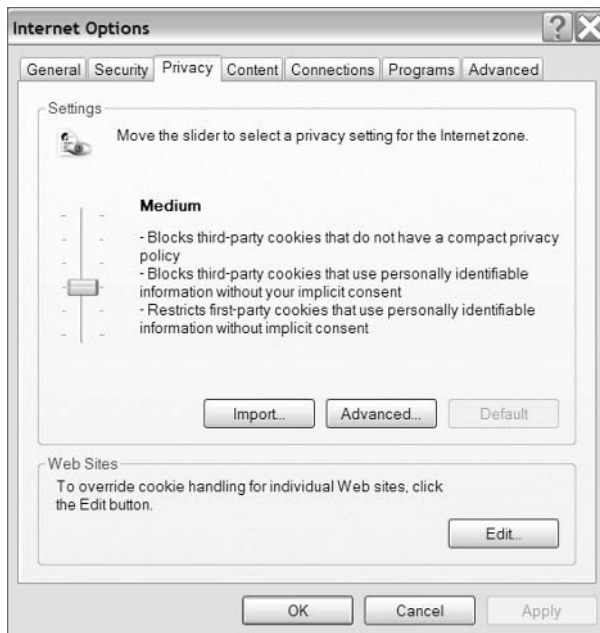 Internet Options
General Security Privacy Content Connections Programs Advanced
Settings
Move the slider to select a privacy setting for the Internet zone.
Medium
- Blocks third-party cookies that do not have a compact privacy
policy
- Blocks third-party cookies that use personally identifiable
information without your implicit consent
- Restricts first-party cookies that use personally identifiable
information without implicit consent
Import... Advanced... Default
Web Sites
To override cookie handling for individual Web sites, click
the Edit button.
Edit...
OK Cancel Apply